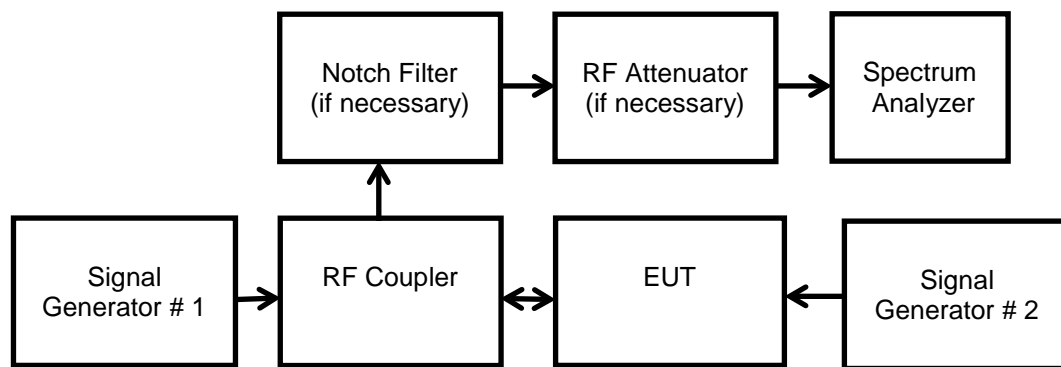 Notch Filter
(if necessary)
RF Attenuator
(if necessary)
Spectrum
Analyzer
Signal
Generator # 1
RF Coupler
EUT
Signal
Generator # 2